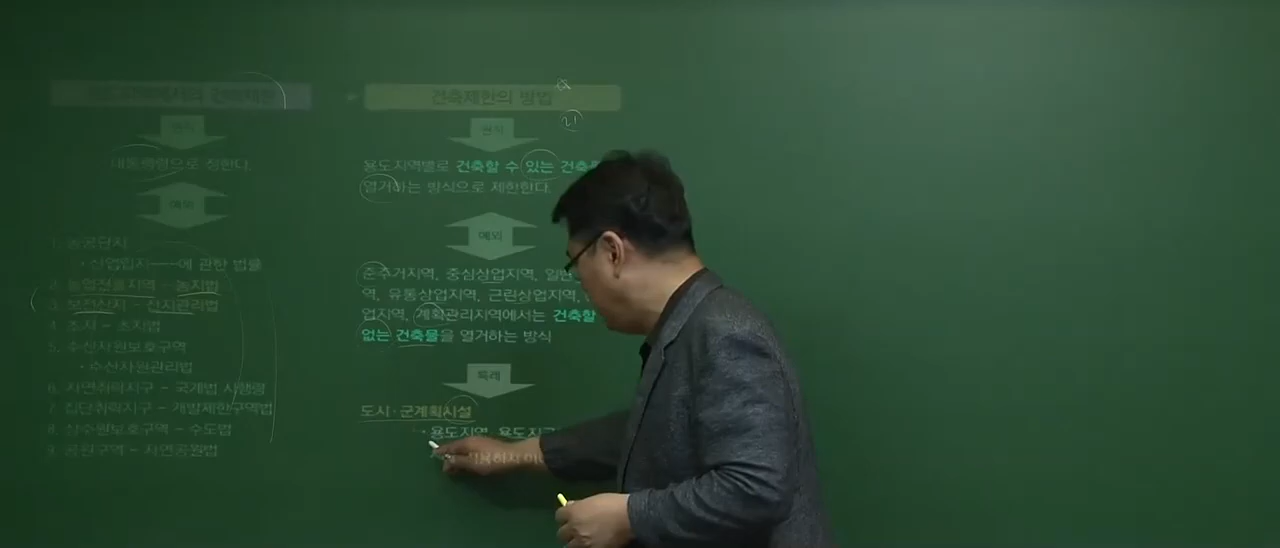 건축제한의 방법
원칙
대통령령으로 정한다.
예외
1. 농공단지
・산업입지──에 관한 법률
2. 농업진흥지역 - 농지법
3. 보전산지 - 산지관리법
4. 초지 - 초지법
5. 수산자원보호구역
・수산자원관리법
6. 자연취락지구 - 국계법 시행령
7. 집단취락지구 - 개발제한구역법
8. 상수원보호구역 - 수도법
9. 공원구역 - 자연공원법
원칙
용도지역별로 건축할 수 있는
열거하는 방식으로 제한한다.
예외
준주거지역, 중심상업지역, 일반
역, 유통상업지역, 근린상업지역,
업지역, 계획관리지역에서는 건축할
없는 건축물을 열거하는 방식
특례
도시·군계획시설
용도지역, 용도지구